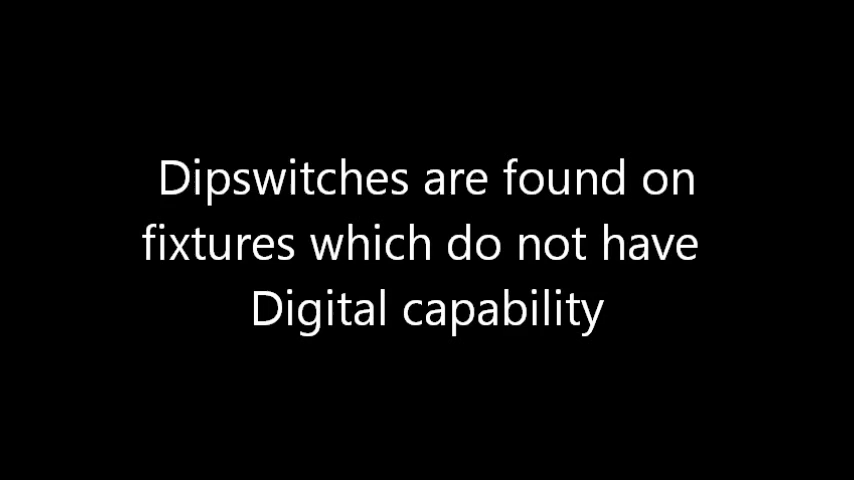 Dipswitches are found on
fixtures which do not have
Digital capability